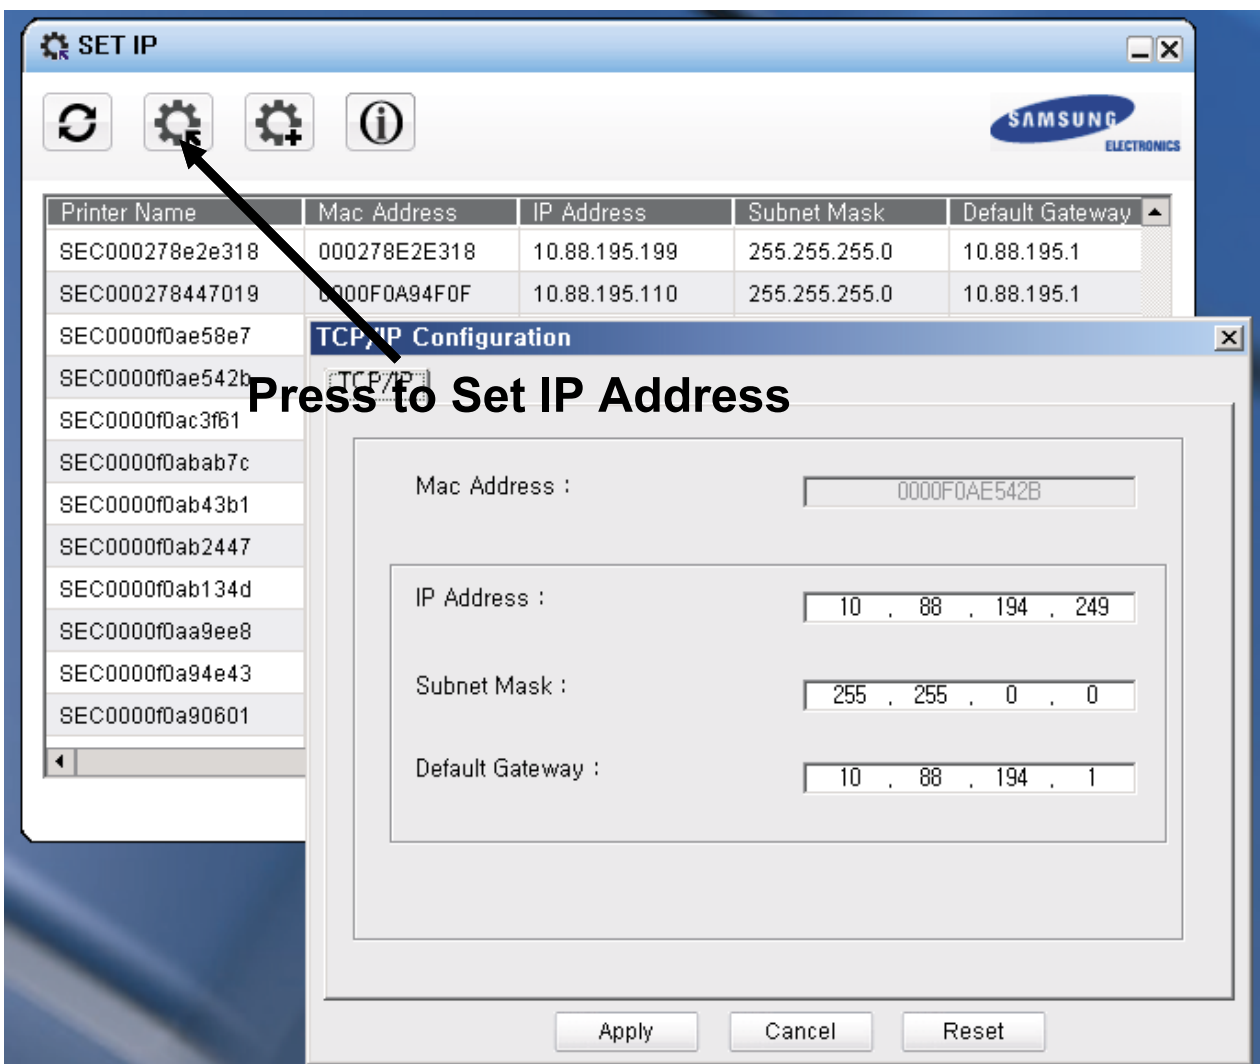 SET IP
SAMSUNG
ELECTRONICS
Printer Name Mac Address IP Address Subnet Mask Default Gateway
SEC000278e2e318 000278E2E318 10.88.195.199 255.255.255.0 10.88.195.1
SEC000278447019 0000F0A94F0F 10.88.195.110 255.255.255.0 10.88.195.1
SEC0000f0ae58e7
SEC0000f0ae542b
SEC0000f0ac3f61
SEC0000f0abab7c
SEC0000f0ab43b1
SEC0000f0ab2447
SEC0000f0ab134d
SEC0000f0aa9ee8
SEC0000f0a94e43
SEC0000f0a90601
TCP/IP Configuration
TCP/IP
Press to Set IP Address
Mac Address : 0000F0AE542B
IP Address : 10 . 88 . 194 . 249
Subnet Mask : 255 . 255 . 0 . 0
Default Gateway : 10 . 88 . 194 . 1
Apply Cancel Reset